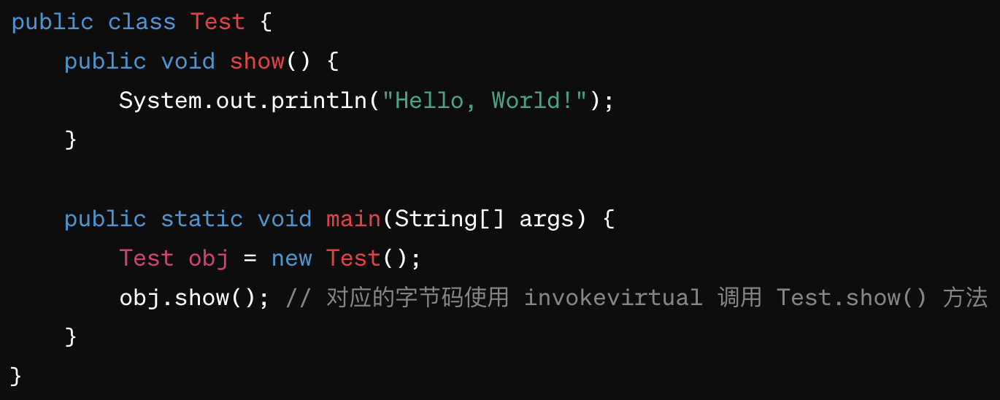 public class Test {
    public void show() {
        System.out.println("Hello, World!");
    }

    public static void main(String[] args) {
        Test obj = new Test();
        obj.show(); // 对应的字节码使用 invokevirtual 调用 Test.show() 方法
    }
}